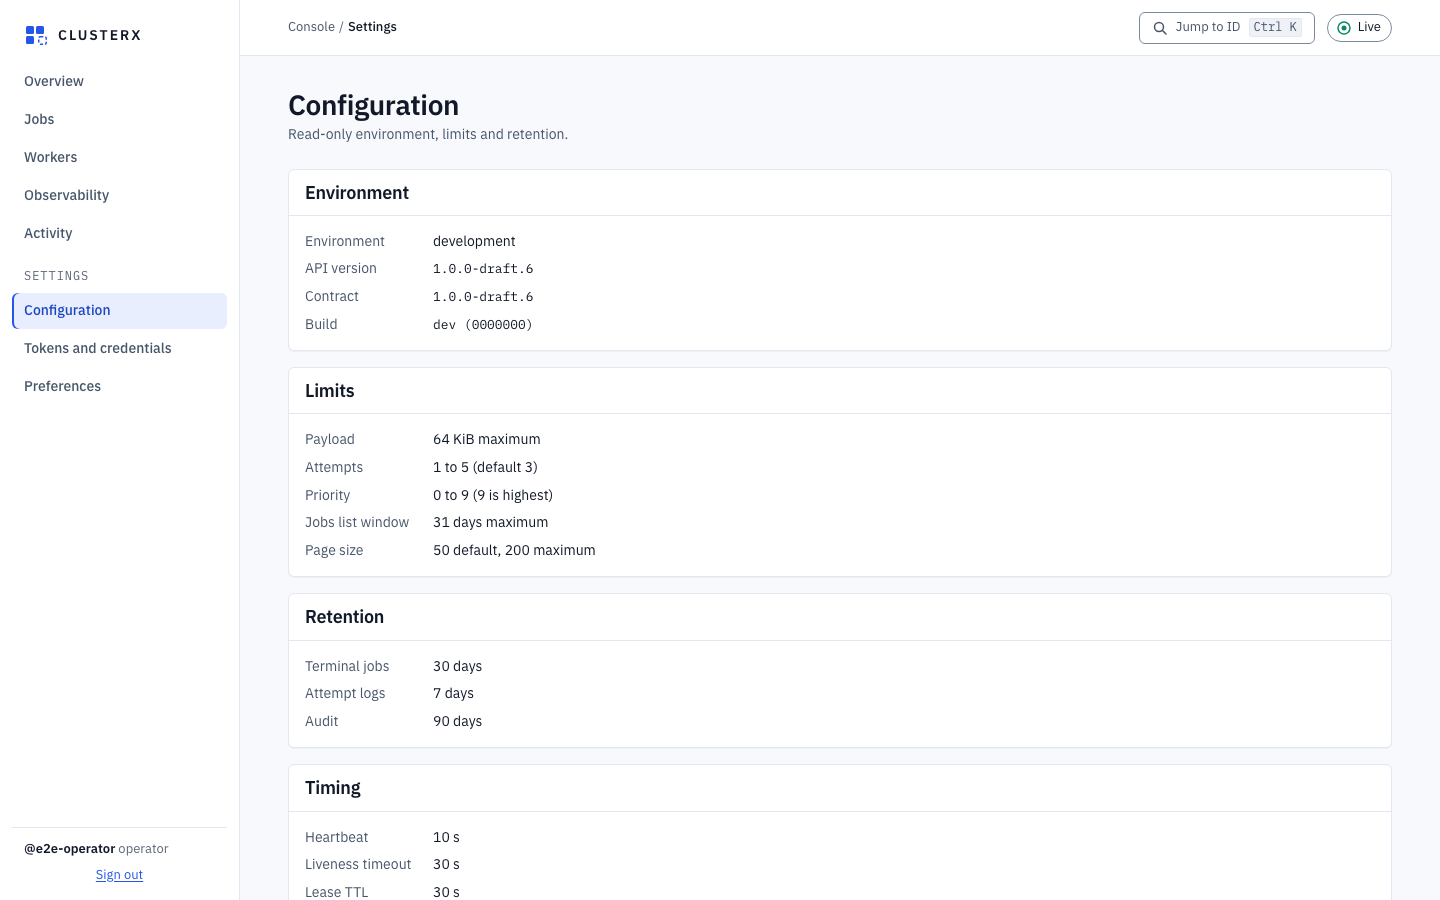 CLUSTERX
Overview
Jobs
Workers
Observability
Activity
SETTINGS
Configuration
Tokens and credentials
Preferences
@e2e-operator operator
Sign out
Console / Settings
Jump to ID Ctrl K
Live
Configuration
Read-only environment, limits and retention.
Environment
Environment development
API version 1.0.0-draft.6
Contract 1.0.0-draft.6
Build dev (0000000)
Limits
Payload 64 KiB maximum
Attempts 1 to 5 (default 3)
Priority 0 to 9 (9 is highest)
Jobs list window 31 days maximum
Page size 50 default, 200 maximum
Retention
Terminal jobs 30 days
Attempt logs 7 days
Audit 90 days
Timing
Heartbeat 10 s
Liveness timeout 30 s
Lease TTL 30 s